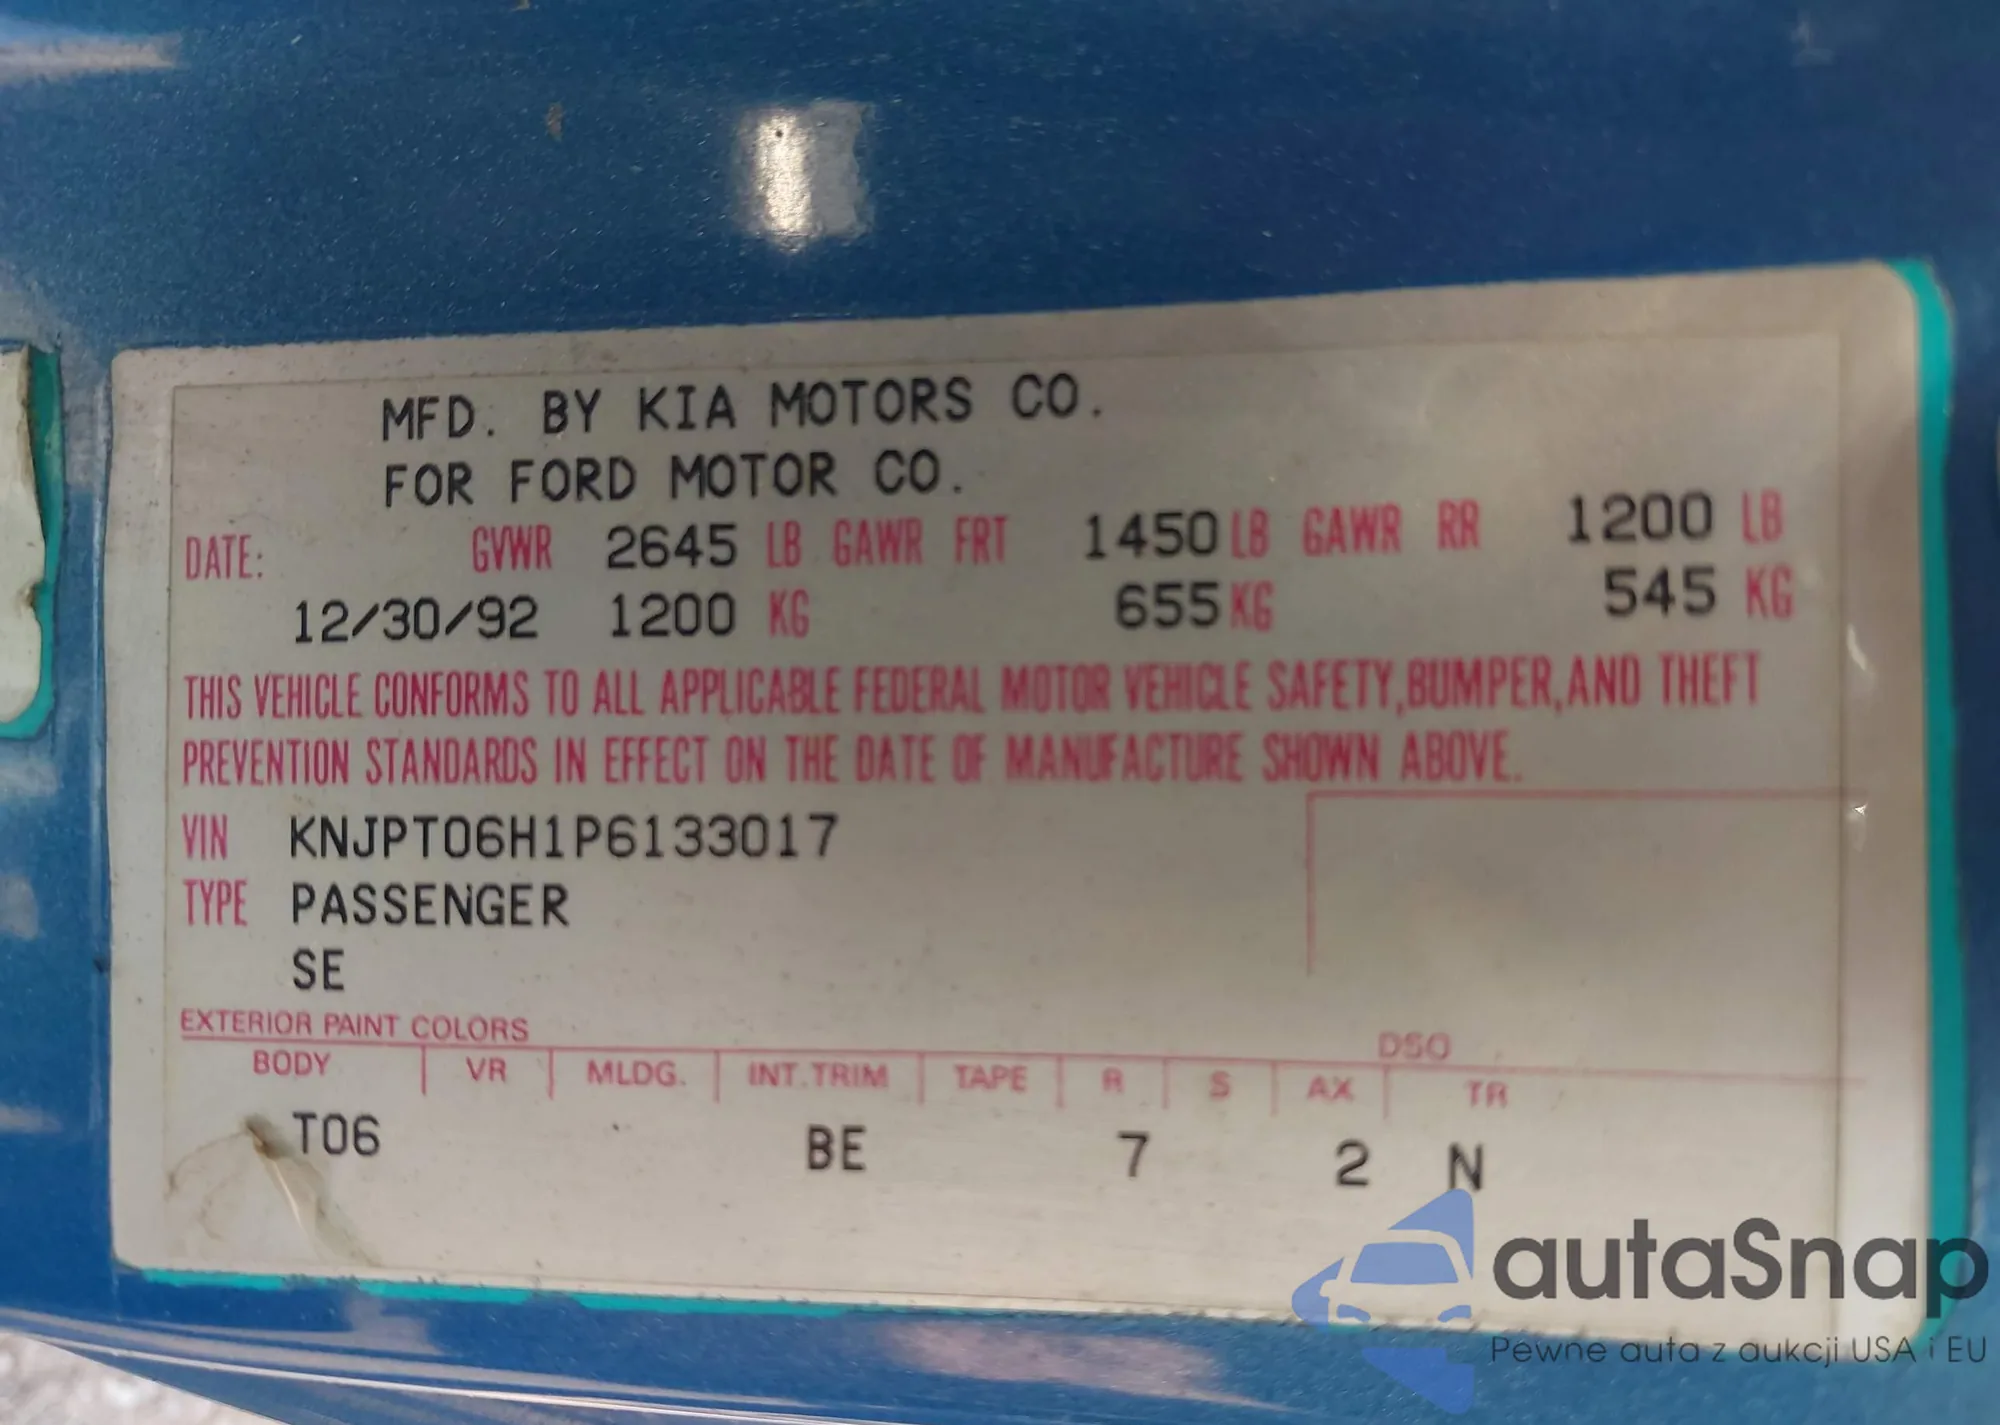 MFD. BY KIA MOTORS CO.
FOR FORD MOTOR CO.
DATE: GVWR 2645 LB GAWR FRT 1450 LB GAWR RR 1200 LB
12/30/92 1200 KG 655 KG 545 KG
THIS VEHICLE CONFORMS TO ALL APPLICABLE FEDERAL MOTOR VEHICLE SAFETY, BUMPER, AND THEFT
PREVENTION STANDARDS IN EFFECT ON THE DATE OF MANUFACTURE SHOWN ABOVE.
VIN KNJPT06H1P6133017
TYPE PASSENGER
SE
EXTERIOR PAINT COLORS DSO
BODY VR MLDG. INT.TRIM TAPE R S AX TR
T06 BE 7 2 N
autaSnap
Pewne auta z aukcji USA i EU